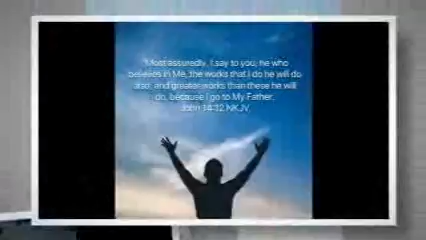 "Most assuredly, I say to you, he who
believes in Me, the works that I do he will do
also; and greater works than these he will
do, because I go to My Father.
John 14:12 NKJV